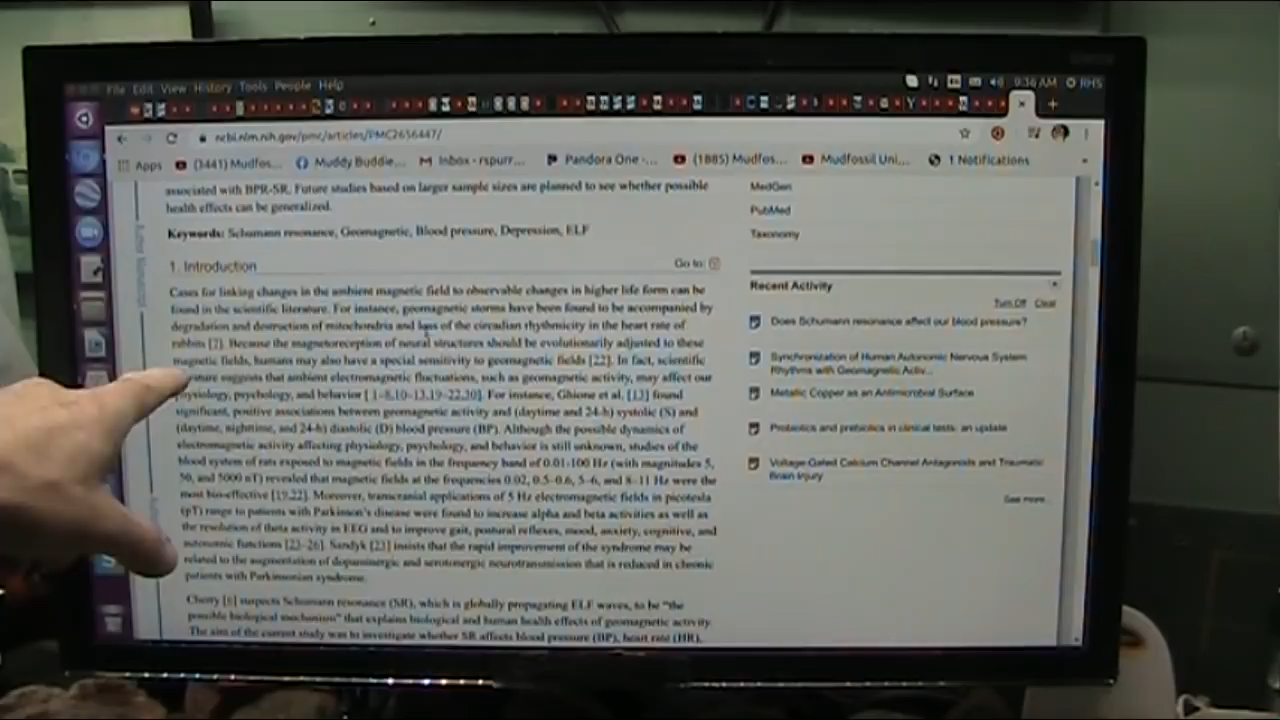 File Edit View History Tools People Help
9:36 AM RHS
ncbi.nlm.nih.gov/pmc/articles/PMC2656447/
Apps (3441) Mudfos... Muddy Buddie... Inbox - rspurr... Pandora One -... (1885) Mudfos... Mudfossil Uni... 1 Notifications
associated with BPR-SR. Future studies based on larger sample sizes are planned to see whether possible
health effects can be generalized.
Keywords: Schumann resonance, Geomagnetic, Blood pressure, Depression, ELF
1. Introduction
Go to:
Cases for linking changes in the ambient magnetic field to observable changes in higher life form can be
found in the scientific literature. For instance, geomagnetic storms have been found to be accompanied by
degradation and destruction of mitochondria and loss of the circadian rhythmicity in the heart rate of
rabbits [7]. Because the magnetoreception of neural structures should be evolutionarily adjusted to these
magnetic fields, humans may also have a special sensitivity to geomagnetic fields [22]. In fact, scientific
suggests that ambient electromagnetic fluctuations, such as geomagnetic activity, may affect our
physiology, psychology, and behavior [1–8,10–13,19–22,30]. For instance, Ghione et al. [13] found
significant, positive associations between geomagnetic activity and (daytime and 24-h) systolic (S) and
(daytime, nighttime, and 24-h) diastolic (D) blood pressure (BP). Although the possible dynamics of
electromagnetic activity affecting physiology, psychology, and behavior is still unknown, studies of the
blood system of rats exposed to magnetic fields in the frequency band of 0.01-100 Hz (with magnitudes 5,
50, and 5000 nT) revealed that magnetic fields at the frequencies 0.02, 0.5–0.6, 5–6, and 8–11 Hz were the
most bio-effective [19,22]. Moreover, transcranial applications of 5 Hz electromagnetic fields in picotesla
(pT) range to patients with Parkinson's disease were found to increase alpha and beta activities as well as
the resolution of theta activity in EEG and to improve gait, postural reflexes, mood, anxiety, cognitive, and
autonomic functions [23–26]. Sandyk [23] insists that the rapid improvement of the syndrome may be
related to the augmentation of dopaminergic and serotonergic neurotransmission that is reduced in chronic
patients with Parkinsonian syndrome.
Cherry [6] suspects Schumann resonance (SR), which is globally propagating ELF waves, to be "the
possible biological mechanism" that explains biological and human health effects of geomagnetic activity.
The aim of the current study was to investigate whether SR affects blood pressure (BP), heart rate (HR),
MedGen
PubMed
Taxonomy
Recent Activity
Turn Off Clear
Does Schumann resonance affect our blood pressure?
Synchronization of Human Autonomic Nervous System
Rhythms with Geomagnetic Activ...
Metallic Copper as an Antimicrobial Surface
Probiotics and prebiotics in clinical tests: an update
Voltage-Gated Calcium Channel Antagonists and Traumatic
Brain Injury
See more...